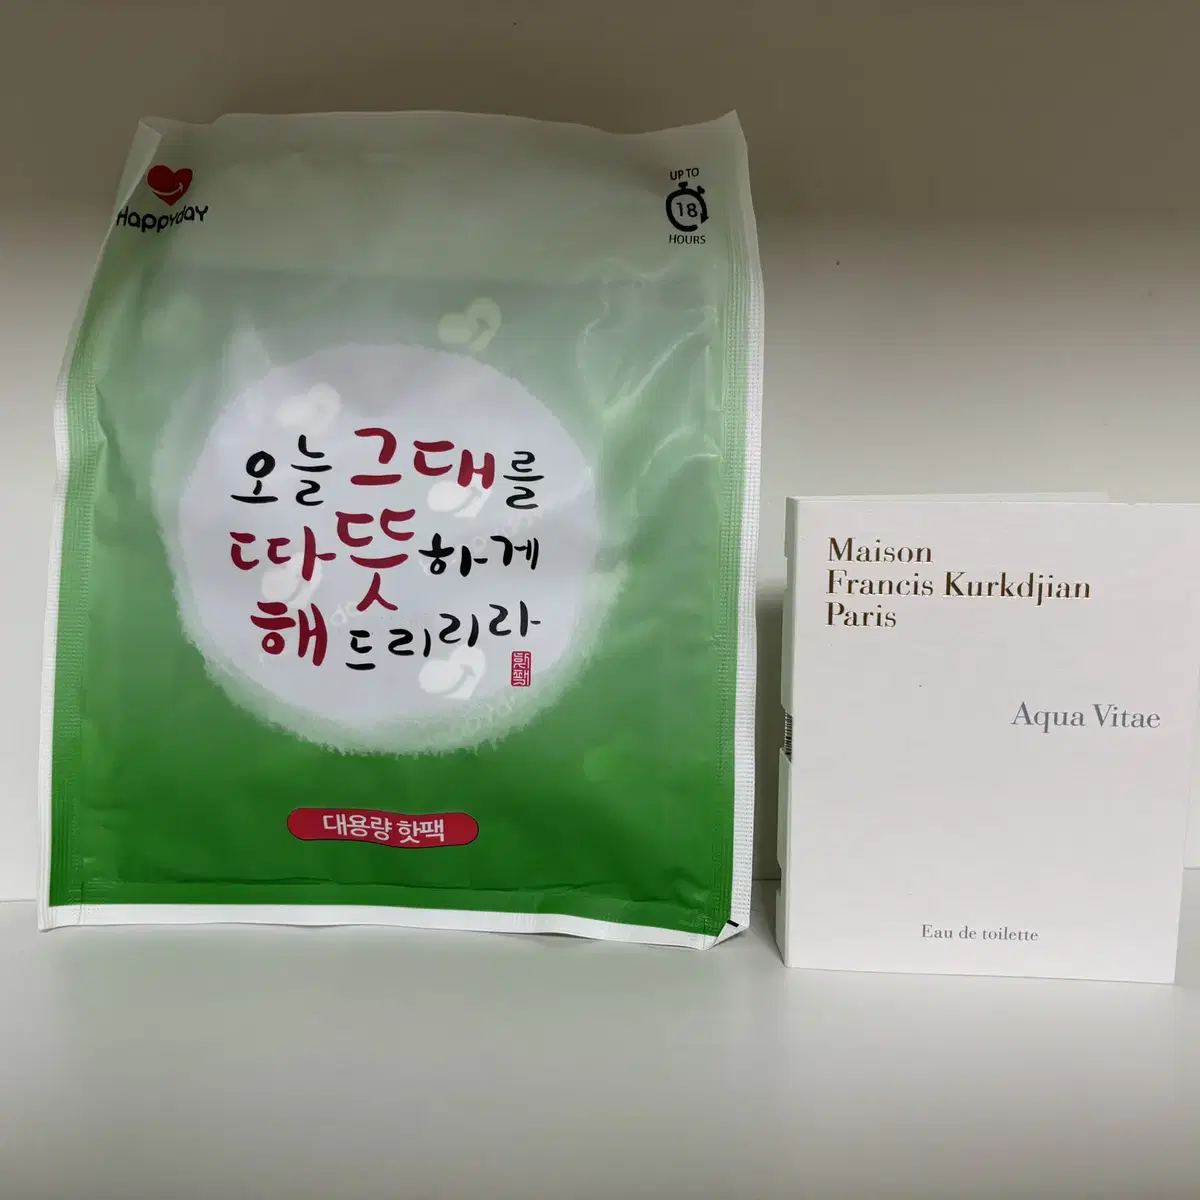 Happyday
UP TO
18
HOURS
오늘 그대를
따뜻하게
해 드리리라
대용량 핫팩
Maison
Francis Kurkdjian
Paris
Aqua Vitae
Eau de toilette